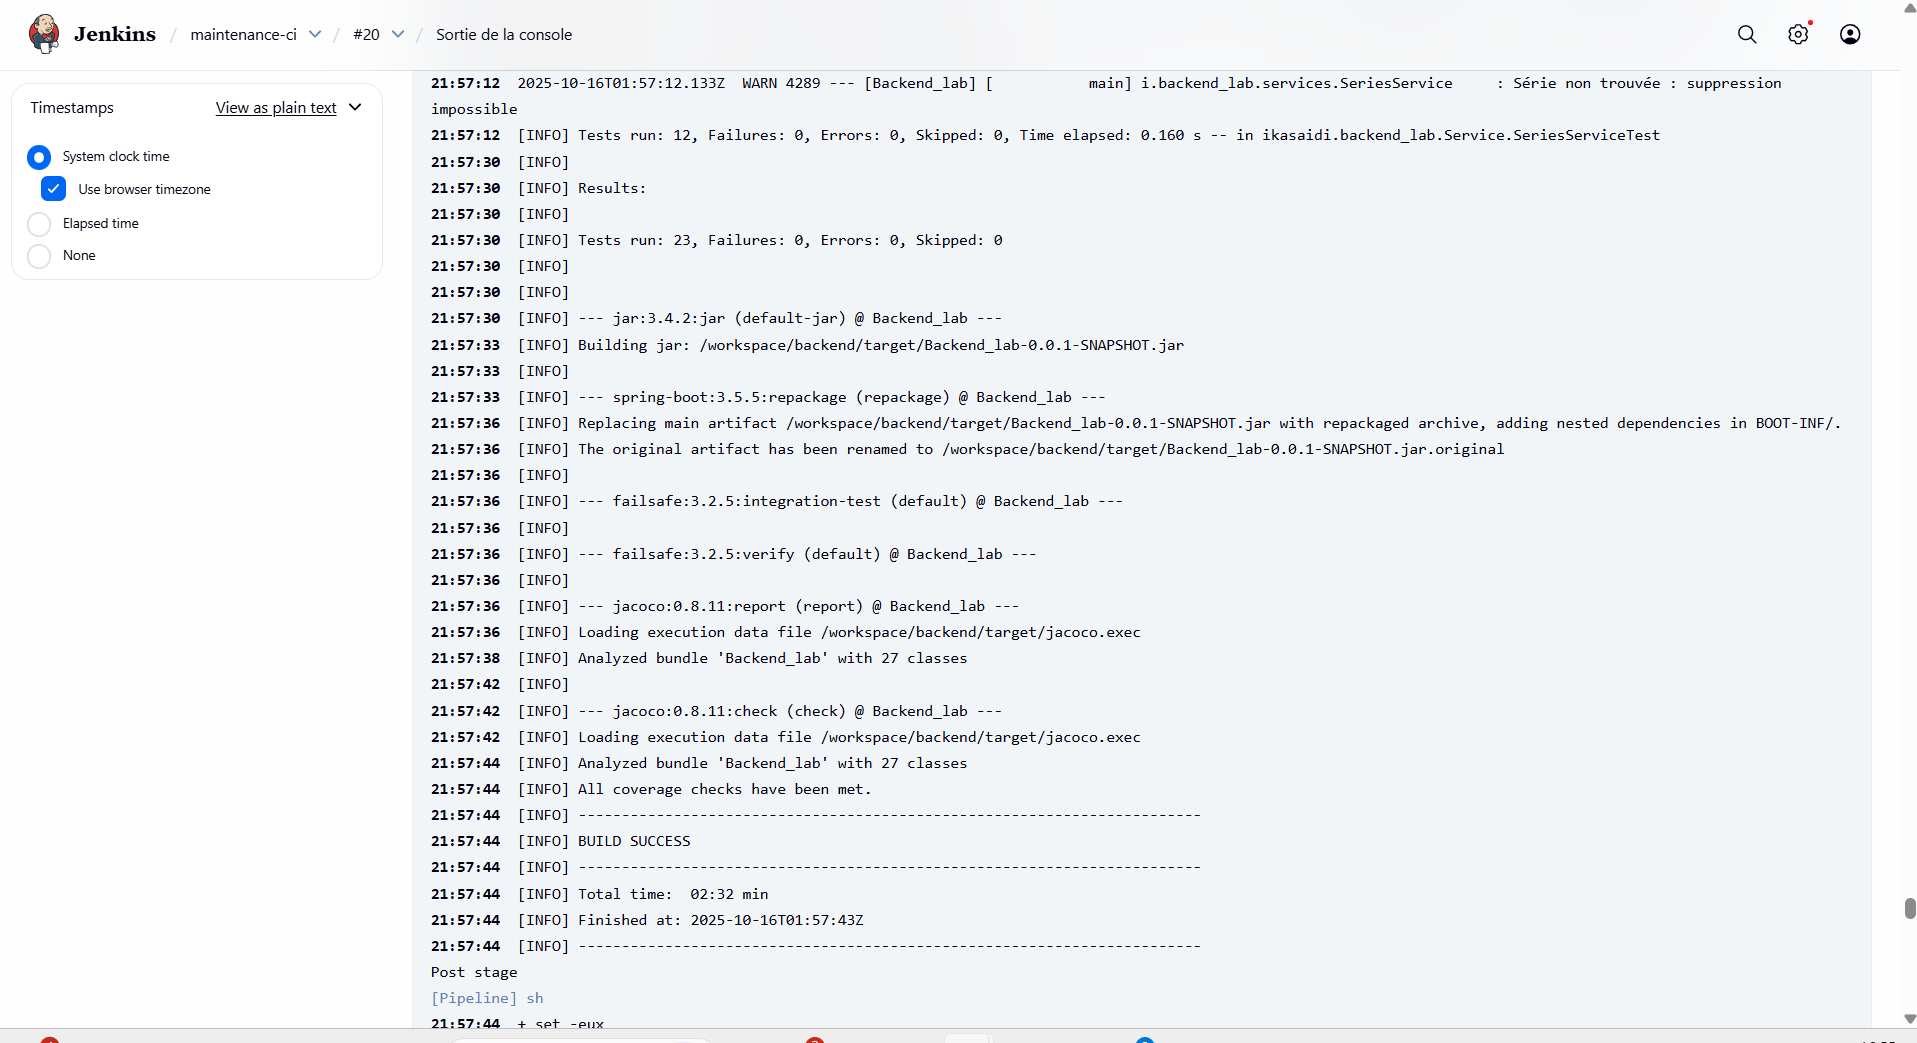 Jenkins / maintenance-ci / #20 / Sortie de la console
Timestamps View as plain text
System clock time
Use browser timezone
Elapsed time
None
21:57:12 2025-10-16T01:57:12.133Z  WARN 4289 --- [Backend_lab] [           main] i.backend_lab.services.SeriesService     : Série non trouvée : suppression
impossible
21:57:12 [INFO] Tests run: 12, Failures: 0, Errors: 0, Skipped: 0, Time elapsed: 0.160 s -- in ikasaidi.backend_lab.Service.SeriesServiceTest
21:57:30 [INFO]
21:57:30 [INFO] Results:
21:57:30 [INFO]
21:57:30 [INFO] Tests run: 23, Failures: 0, Errors: 0, Skipped: 0
21:57:30 [INFO]
21:57:30 [INFO]
21:57:30 [INFO] --- jar:3.4.2:jar (default-jar) @ Backend_lab ---
21:57:33 [INFO] Building jar: /workspace/backend/target/Backend_lab-0.0.1-SNAPSHOT.jar
21:57:33 [INFO]
21:57:33 [INFO] --- spring-boot:3.5.5:repackage (repackage) @ Backend_lab ---
21:57:36 [INFO] Replacing main artifact /workspace/backend/target/Backend_lab-0.0.1-SNAPSHOT.jar with repackaged archive, adding nested dependencies in BOOT-INF/.
21:57:36 [INFO] The original artifact has been renamed to /workspace/backend/target/Backend_lab-0.0.1-SNAPSHOT.jar.original
21:57:36 [INFO]
21:57:36 [INFO] --- failsafe:3.2.5:integration-test (default) @ Backend_lab ---
21:57:36 [INFO]
21:57:36 [INFO] --- failsafe:3.2.5:verify (default) @ Backend_lab ---
21:57:36 [INFO]
21:57:36 [INFO] --- jacoco:0.8.11:report (report) @ Backend_lab ---
21:57:36 [INFO] Loading execution data file /workspace/backend/target/jacoco.exec
21:57:38 [INFO] Analyzed bundle 'Backend_lab' with 27 classes
21:57:42 [INFO]
21:57:42 [INFO] --- jacoco:0.8.11:check (check) @ Backend_lab ---
21:57:42 [INFO] Loading execution data file /workspace/backend/target/jacoco.exec
21:57:44 [INFO] Analyzed bundle 'Backend_lab' with 27 classes
21:57:44 [INFO] All coverage checks have been met.
21:57:44 [INFO] ------------------------------------------------------------------------
21:57:44 [INFO] BUILD SUCCESS
21:57:44 [INFO] ------------------------------------------------------------------------
21:57:44 [INFO] Total time:  02:32 min
21:57:44 [INFO] Finished at: 2025-10-16T01:57:43Z
21:57:44 [INFO] ------------------------------------------------------------------------
Post stage
[Pipeline] sh
21:57:44 + set -eux